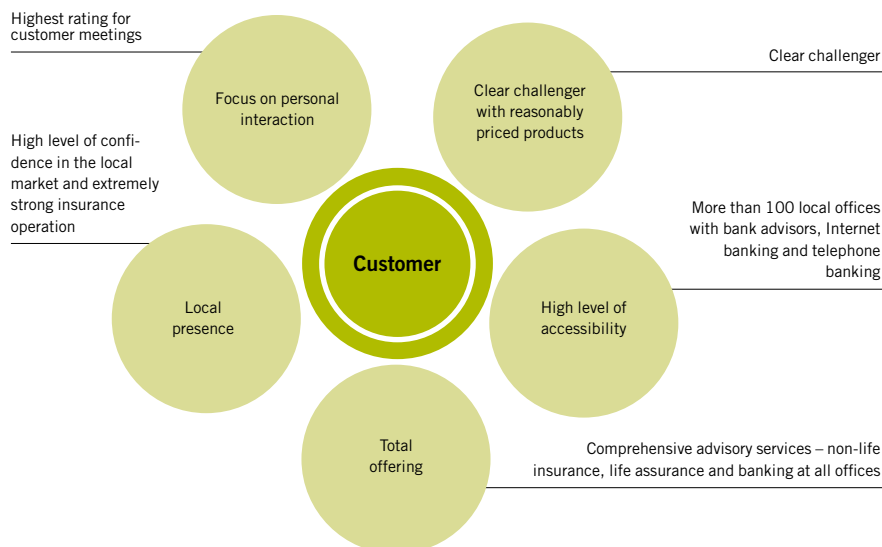 Highest rating for
customer meetings
Focus on personal
interaction
Clear challenger
with reasonably
priced products
Clear challenger
High level of confi-
dence in the local
market and extremely
strong insurance
operation
More than 100 local offices
with bank advisors, Internet
banking and telephone
banking
Customer
Local
presence
High level of
accessibility
Total
offering
Comprehensive advisory services – non-life
insurance, life assurance and banking at all offices